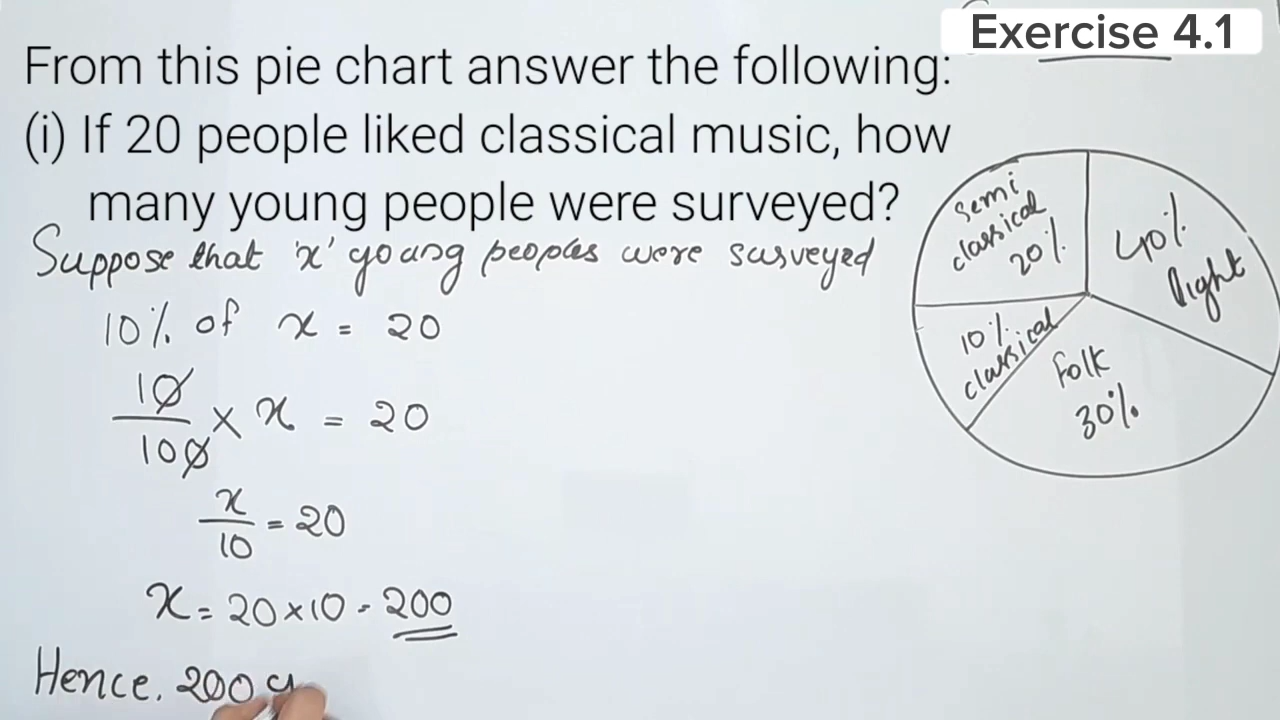 Exercise 4.1
From this pie chart answer the following:
(i) If 20 people liked classical music, how
many young people were surveyed?
Suppose that 'x' young peoples were surveyed
10% of x = 20
10/100 × x = 20
x/10 = 20
x = 20×10 = 200
Hence, 200 y
Semi
classical
20%
40%
light
10%
classical
Folk
30%